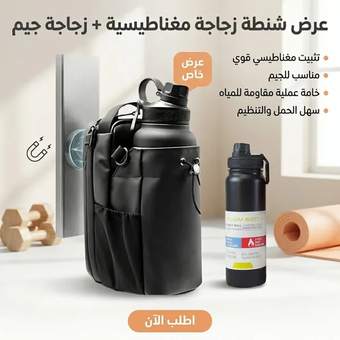 عرض شنطة زجاجة مغناطيسية + زجاجة جيم
تثبيت مغناطيسي قوي
مناسب للجيم
خامة عملية مقاومة للمياه
سهل الحمل والتنظيم
عرض
خاص
اطلب الآن